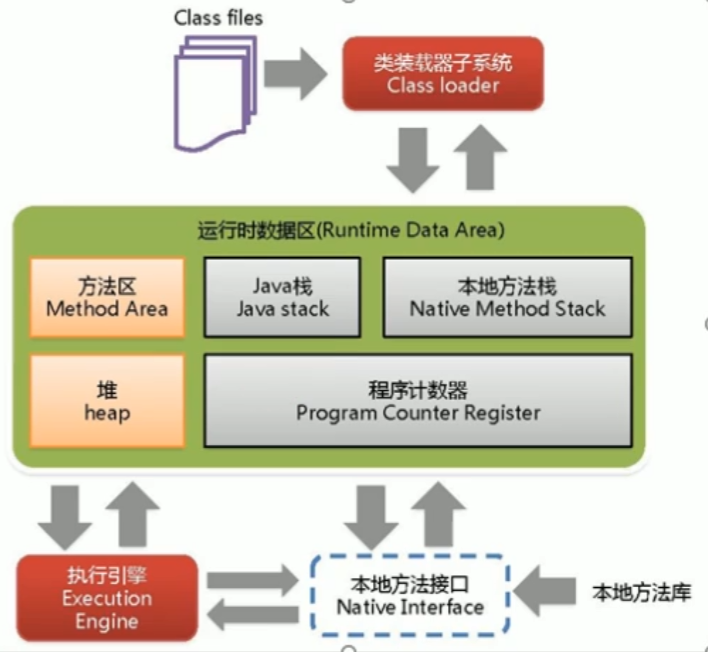 Class files
类装载器子系统
Class loader
运行时数据区(Runtime Data Area)
方法区
Method Area
Java栈
Java stack
本地方法栈
Native Method Stack
堆
heap
程序计数器
Program Counter Register
执行引擎
Execution
Engine
本地方法接口
Native Interface
本地方法库